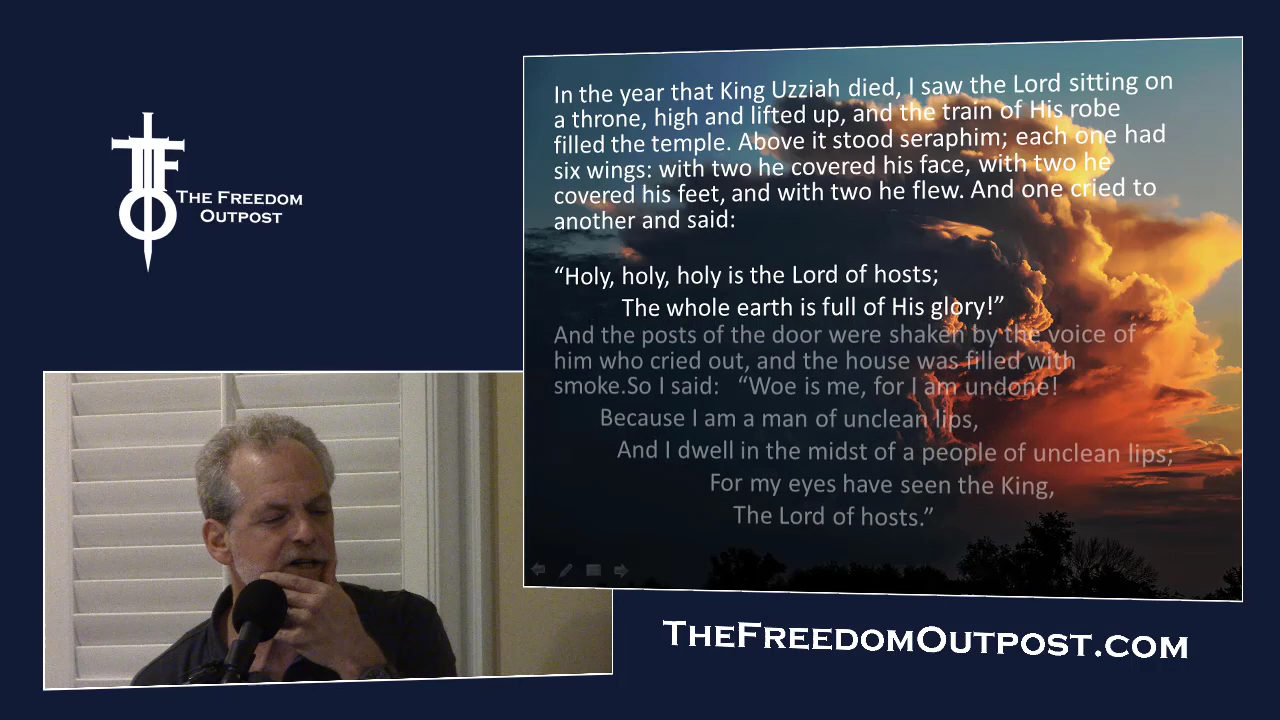 The Freedom
Outpost
In the year that King Uzziah died, I saw the Lord sitting on
a throne, high and lifted up, and the train of His robe
filled the temple. Above it stood seraphim; each one had
six wings: with two he covered his face, with two he
covered his feet, and with two he flew. And one cried to
another and said:
“Holy, holy, holy is the Lord of hosts;
The whole earth is full of His glory!”
And the posts of the door were shaken by the voice of
him who cried out, and the house was filled with
smoke.So I said: “Woe is me, for I am undone!
Because I am a man of unclean lips,
And I dwell in the midst of a people of unclean lips;
For my eyes have seen the King,
The Lord of hosts.”
TheFreedomOutpost.com